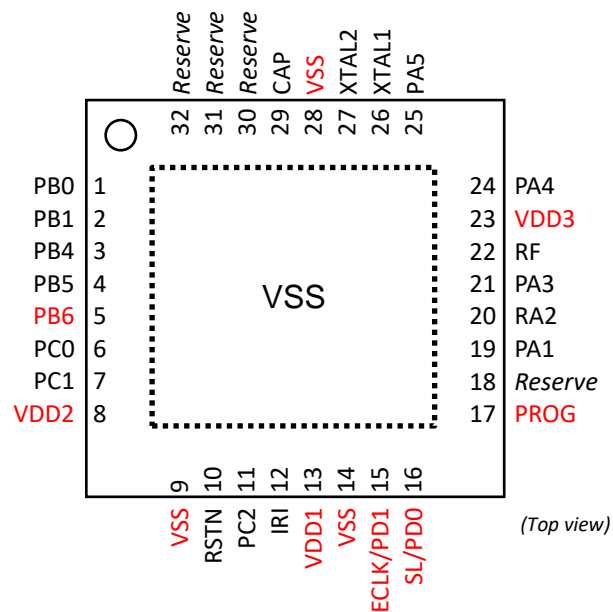 Reserve
Reserve
Reserve
CAP
VSS
XTAL2
XTAL1
PA5
32 31 30 29 28 27 26 25
PB0 1
PB1 2
PB4 3
PB5 4
PB6 5
PC0 6
PC1 7
VDD2 8
VSS
24 PA4
23 VDD3
22 RF
21 PA3
20 RA2
19 PA1
18 Reserve
17 PROG
9 10 11 12 13 14 15 16
VSS
RSTN
PC2
IRI
VDD1
VSS
ECLK/PD1
SL/PD0
(Top view)